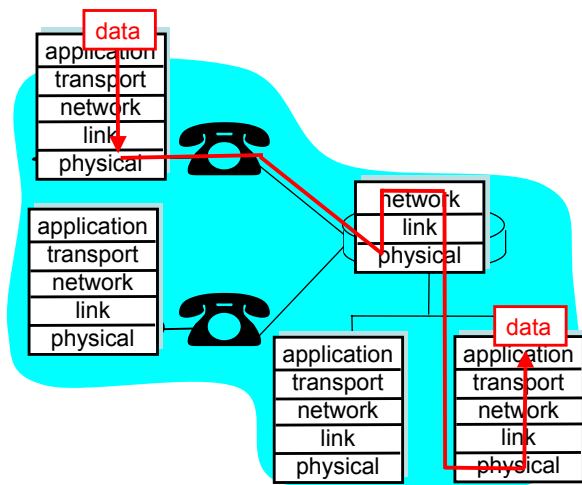 data
application
transport
network
link
physical
application
transport
network
link
physical
network
link
physical
application
transport
network
link
physical
data
application
transport
network
link
physical